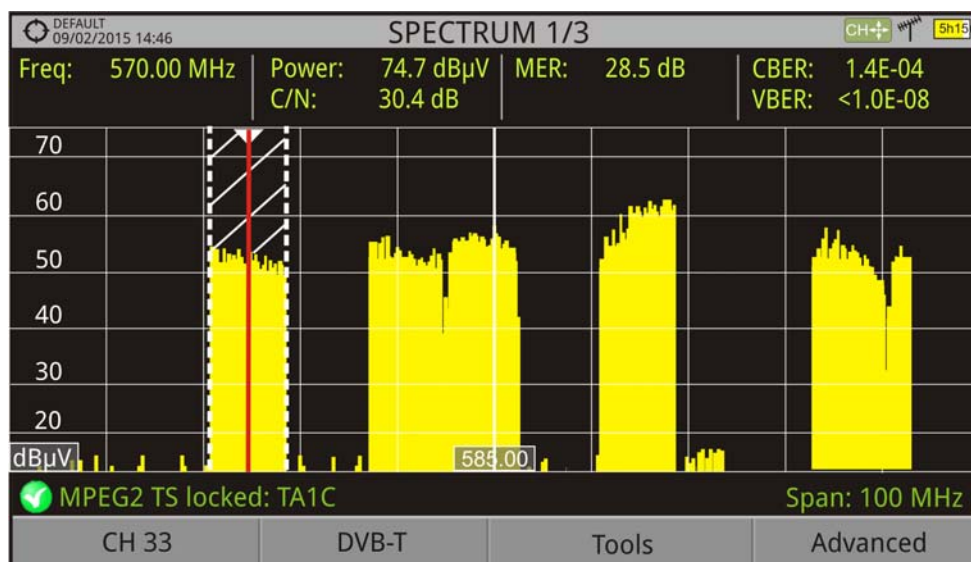 DEFAULT
09/02/2015 14:46
SPECTRUM 1/3
CH
5h15
Freq: 570.00 MHz
Power: 74.7 dBµV
C/N: 30.4 dB
MER: 28.5 dB
CBER: 1.4E-04
VBER: <1.0E-08
70
60
50
40
30
20
dBµV
585.00
MPEG2 TS locked: TA1C
Span: 100 MHz
CH 33
DVB-T
Tools
Advanced